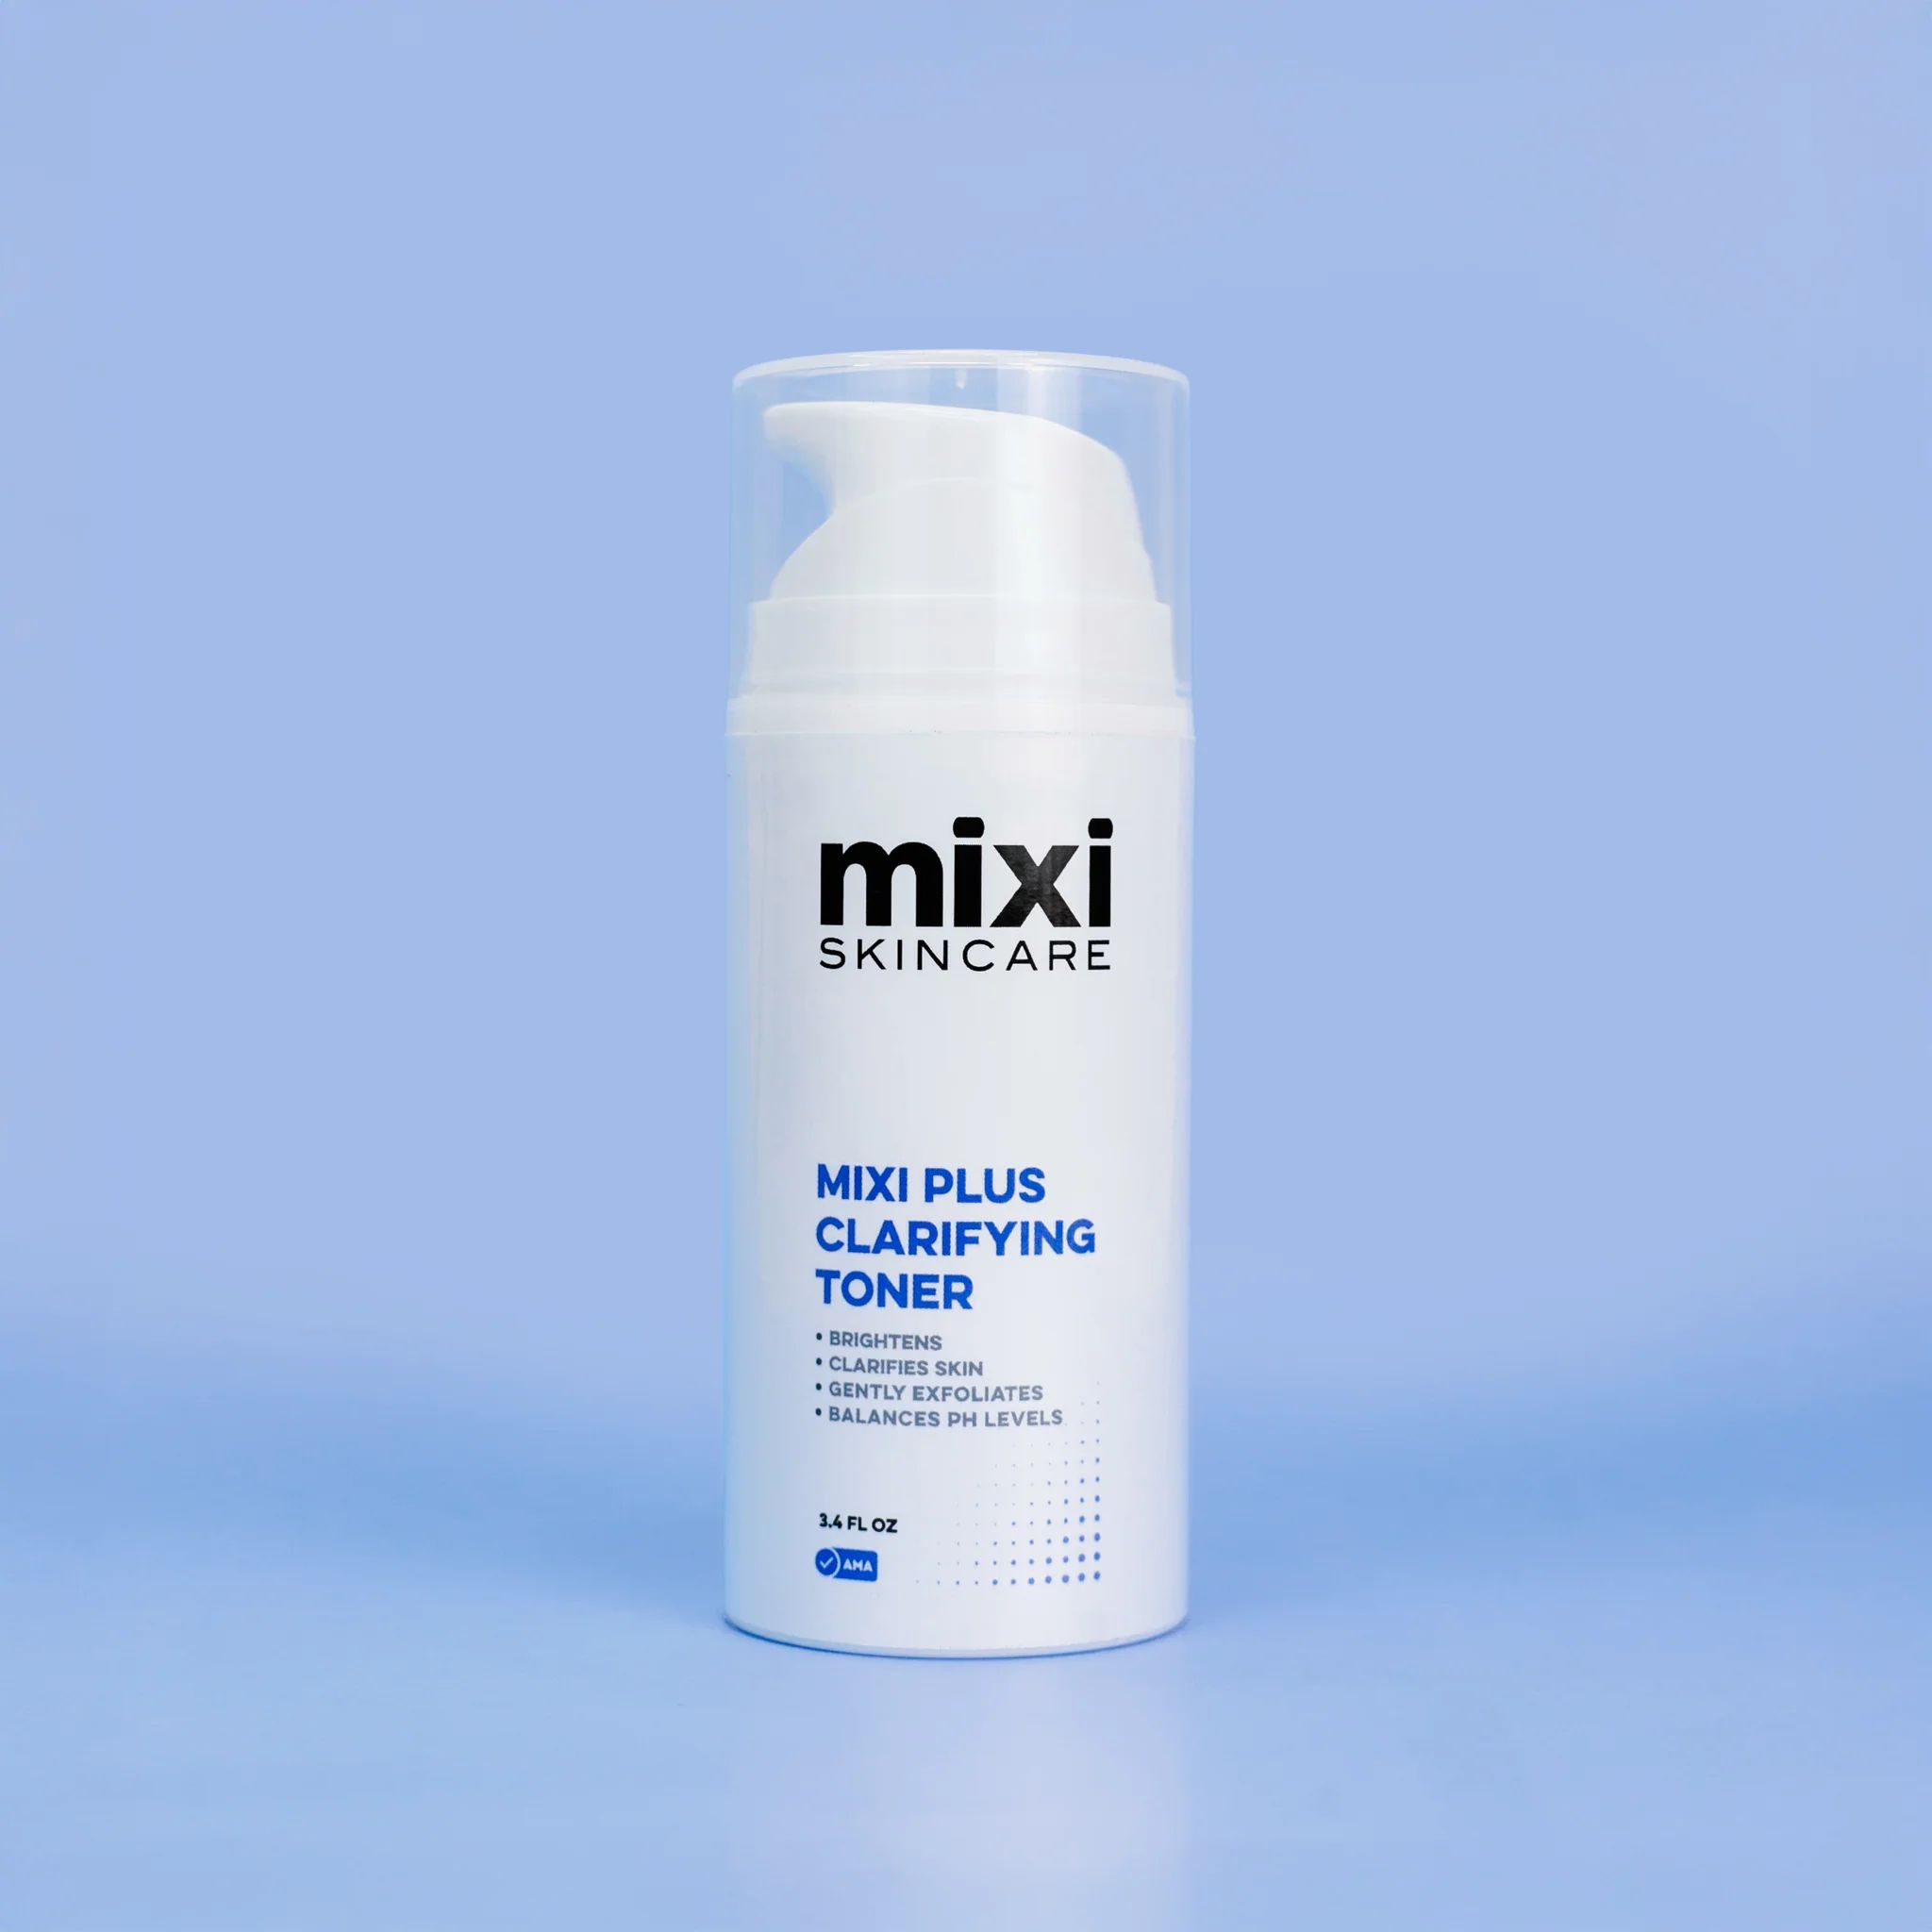 mixi
SKINCARE
MIXI PLUS
CLARIFYING
TONER
• BRIGHTENS
• CLARIFIES SKIN
• GENTLY EXFOLIATES
• BALANCES PH LEVELS
3.4 FL OZ
AMA